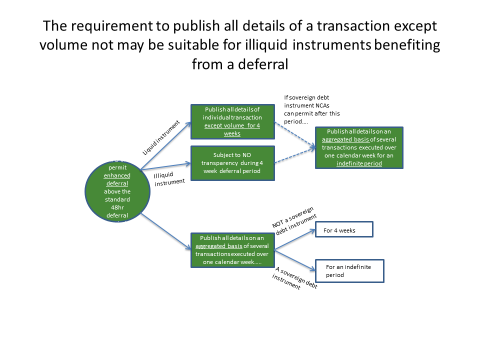 The requirement to publish all details of a transaction except
volume not may be suitable for illiquid instruments benefiting
from a deferral
If sovereign debt
instrument NCAs
can permit after this
period....
Publish all details of
individual transaction
except volume for 4
weeks
Liquid instrument
Publish all details on an
aggregated basis of several
transactions executed over
one calendar week for an
indefinite period
Subject to NO
transparency during 4
week deferral period
Illiquid
instrument
permit
enhanced
deferral
above the
standard
48hr
deferral
NOT a sovereign
debt instrument
For 4 weeks
Publish all details on an
aggregated basis of several
transactions executed over
one calendar week.....
A sovereign debt
instrument
For an indefinite
period